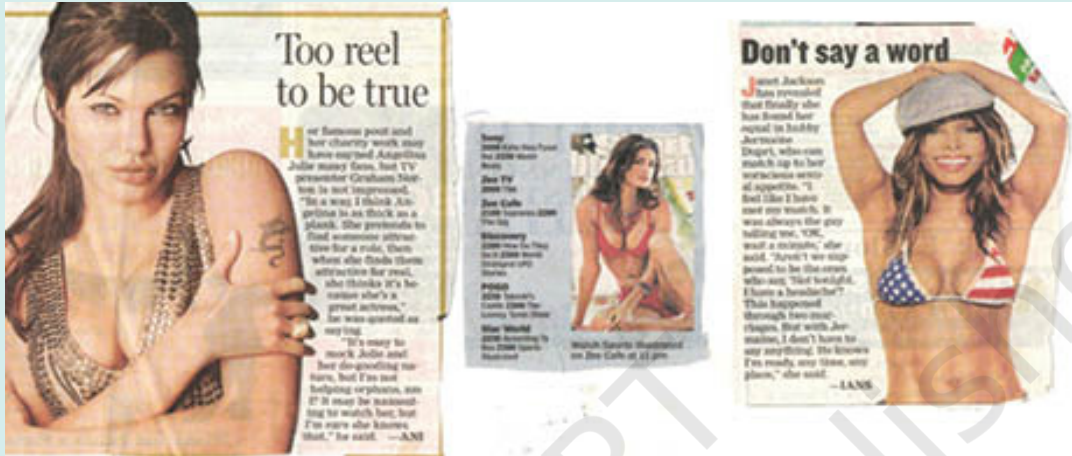 Too reel
to be true
Her famous pout and
her charity work may
have earned Angelina
Jolie many fans, but TV
presenter Graham Nor-
ton is not impressed.
"In a way, I think An-
gelina is as thick as a
plank. She pretends to
find someone attrac-
tive for a role, then
when she finds them
attractive for real,
she thinks it's be-
cause she's a
great actress,"
he was quoted as
saying.
"It's easy to
mock Jolie and
her do-gooding na-
ture, but I'm not
helping orphans, am
I? It may be
to watch her, but
I'm sure she knows
that," he said. —ANI
Zee TV
Zee Cafe
Discovery
POGO
Star World
Watch Sports Illustrated
on Zee Cafe at 11 pm
Don't say a word
Janet Jackson
has revealed
that finally she
has found her
equal in hubby
Jermaine
Dupri, who can
match up to her
voracious sexu-
al appetite. "I
feel like I have
met my match. It
was always the guy
telling me, 'OK,
wait a minute,' she
said. "Aren't we sup-
posed to be the ones
who say, 'Not tonight,
I have a headache'?
This happened
through two mar-
riages. But with Jer-
maine, I don't have to
say anything. He knows
I'm ready, any time, any
place," she said.
—IANS